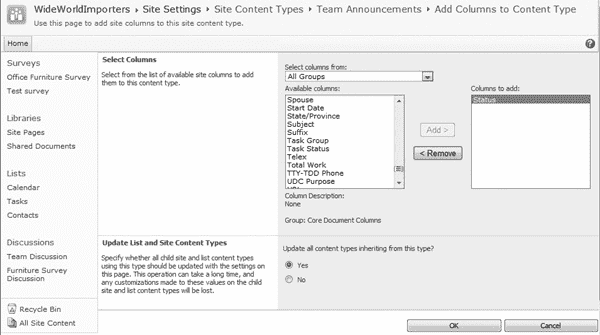 WideWorldImporters ▸ Site Settings ▸ Site Content Types ▸ Team Announcements ▸ Add Columns to Content Type
Use this page to add site columns to this site content type.
Home
Surveys
Office Furniture Survey
Test survey
Libraries
Site Pages
Shared Documents
Lists
Calendar
Tasks
Contacts
Discussions
Team Discussion
Furniture Survey
Discussion
Recycle Bin
All Site Content
Select Columns
Select from the list of available site columns to add
them to this content type.
Select columns from:
All Groups
Available columns:
Spouse
Start Date
State/Province
Subject
Suffix
Task Group
Task Status
Telex
Total Work
TTY-TDD Phone
UDC Purpose
Add >
< Remove
Columns to add:
Status
Column Description:
None
Group: Core Document Columns
Update List and Site Content Types
Specify whether all child site and list content types
using this type should be updated with the settings on
this page. This operation can take a long time, and
any customizations made to these values on the child
site and list content types will be lost.
Update all content types inheriting from this type?
Yes
No
OK
Cancel